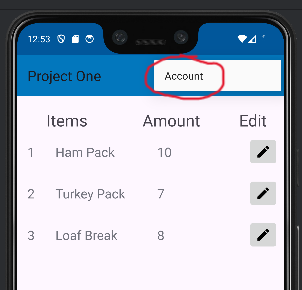 12:53
Project One
Account
Items Amount Edit
1 Ham Pack 10
2 Turkey Pack 7
3 Loaf Break 8